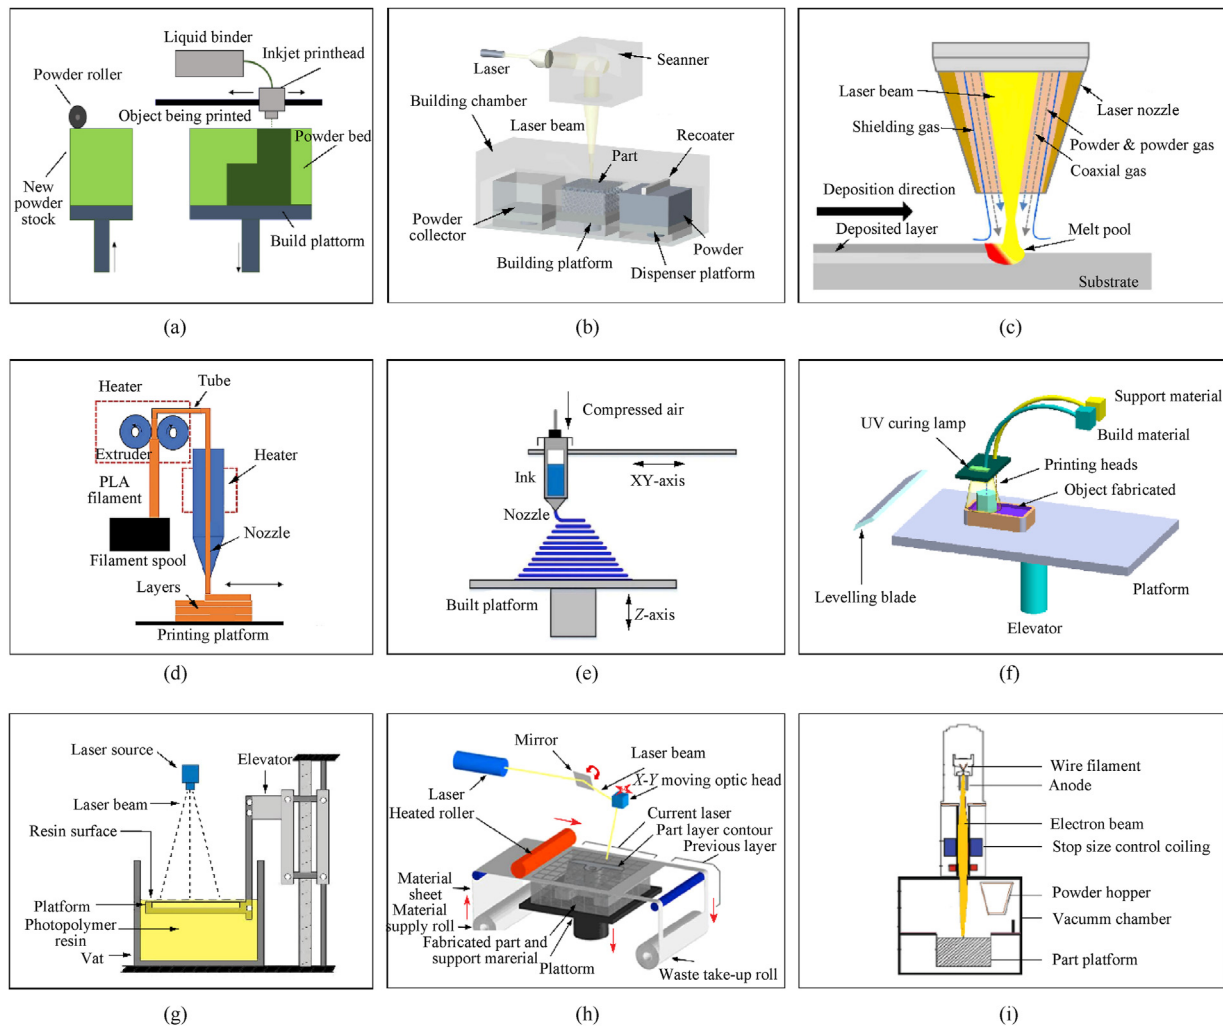 Liquid binder
Inkjet printhead
Powder roller
Object being printed
Powder bed
New
powder
stock
Build plattorm
(a)
Seanner
Laser
Building chamber
Laser beam
Recoater
Part
Powder
collector
Powder
Building platform
Dispenser platform
(b)
Laser beam
Laser nozzle
Shielding gas
Powder & powder gas
Coaxial gas
Deposition direction
Deposited layer
Melt pool
Substrate
(c)
Heater
Tube
Extruder
Heater
PLA
filament
Nozzle
Filament spool
Layers
Printing platform
(d)
Compressed air
Ink
XY-axis
Nozzle
Built platform
Z-axis
(e)
Support material
UV curing lamp
Build material
Printing heads
Object fabricated
Levelling blade
Platform
Elevator
(f)
Laser source
Elevator
Laser beam
Resin surface
Platform
Photopolymer
resin
Vat
(g)
Mirror
Laser beam
X-Y moving optic head
Laser
Heated roller
Current laser
Part layer contour
Previous layer
Material
sheet
Material
supply roll
Fabricated part and
support marerial
Plattorm
Waste take-up roll
(h)
Wire filament
Anode
Electron beam
Stop size control coiling
Powder hopper
Vacumm chamber
Part platform
(i)